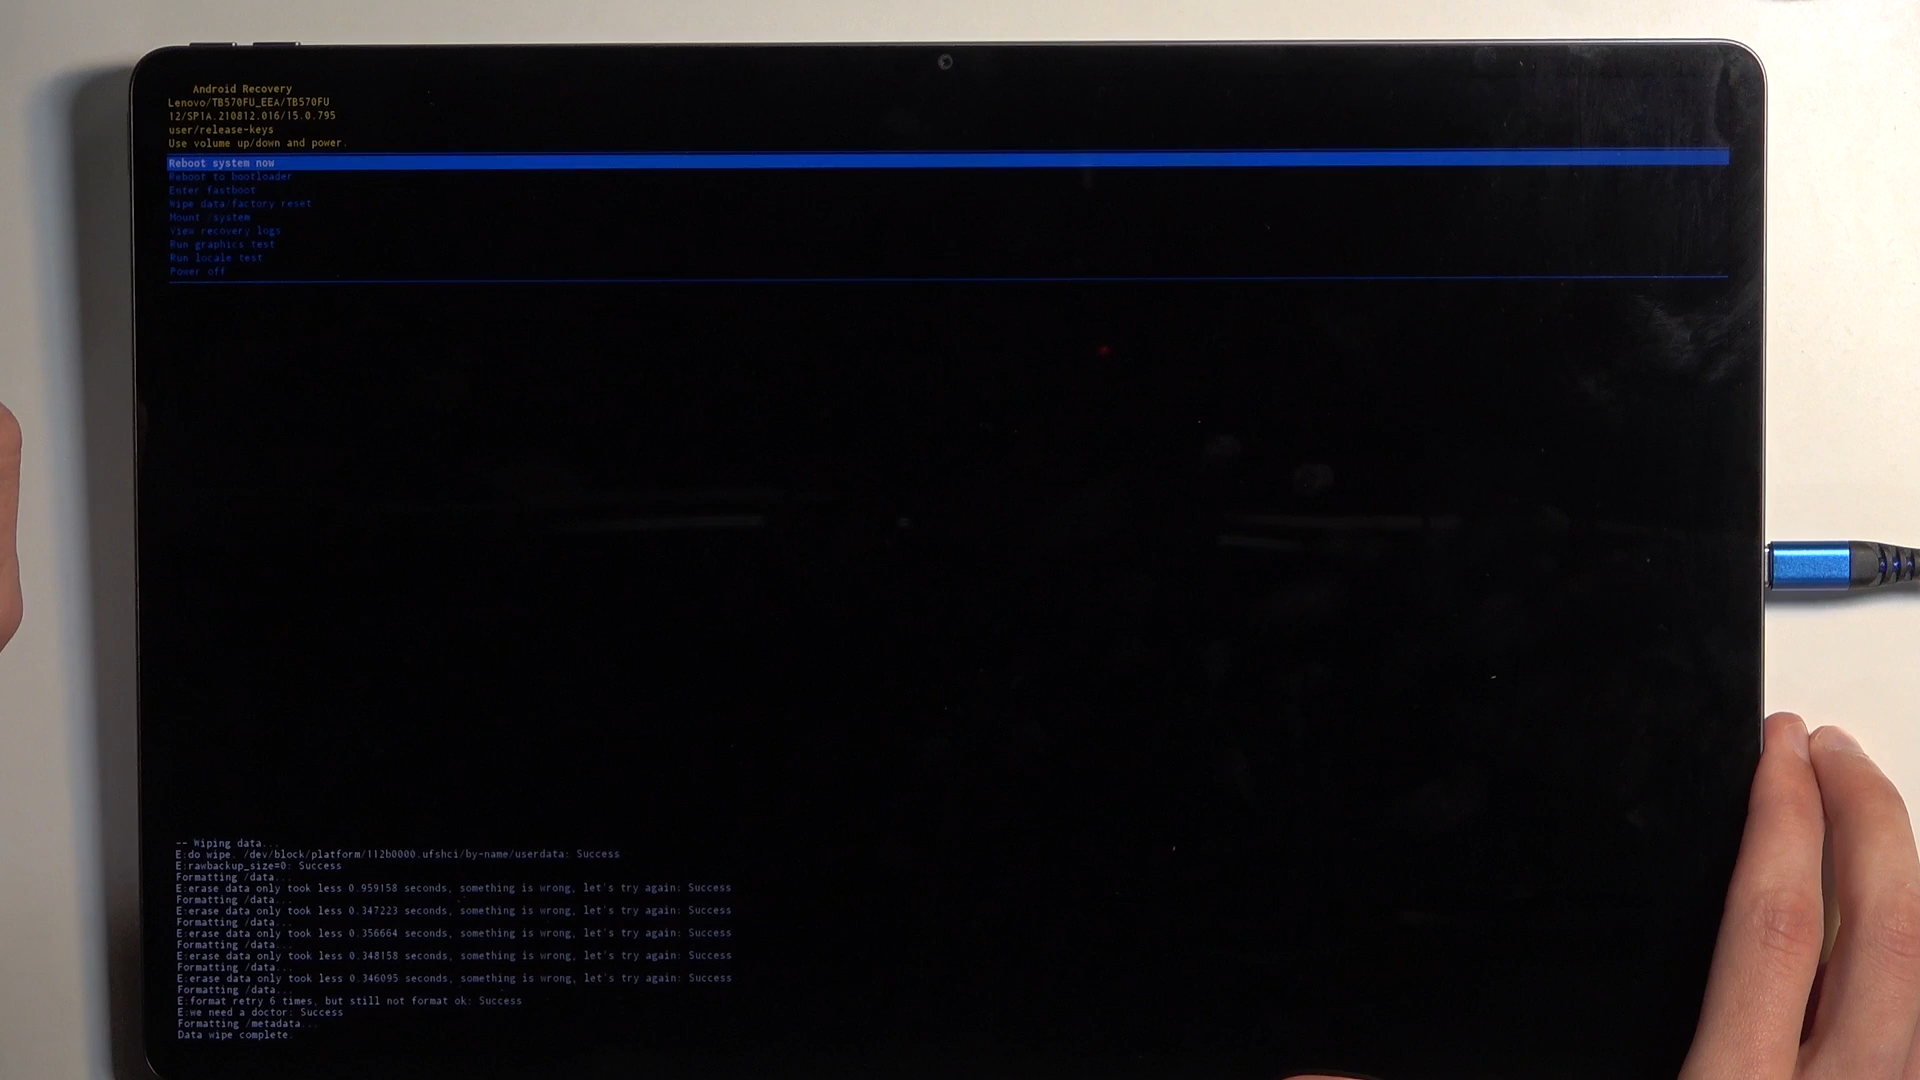 Android Recovery
Lenovo/TB570FU_EEA/TB570FU
12/SP1A.210812.016/15.0.795
user/release-keys
Use volume up/down and power.
Reboot system now
Reboot to bootloader
Enter fastboot
Wipe data/factory reset
Mount /system
View recovery logs
Run graphics test
Run locale test
Power off
-- Wiping data...
E:do wipe. /dev/block/platform/112b0000.ufshci/by-name/userdata: Success
E:rawbackup_size=0: Success
Formatting /data...
E:erase data only took less 0.959158 seconds, something is wrong, let's try again: Success
Formatting /data...
E:erase data only took less 0.347223 seconds, something is wrong, let's try again: Success
Formatting /data...
E:erase data only took less 0.356664 seconds, something is wrong, let's try again: Success
Formatting /data...
E:erase data only took less 0.348158 seconds, something is wrong, let's try again: Success
Formatting /data...
E:erase data only took less 0.346095 seconds, something is wrong, let's try again: Success
Formatting /data...
E:format retry 6 times, but still not format ok: Success
E:we need a doctor: Success
Formatting /metadata...
Data wipe complete.